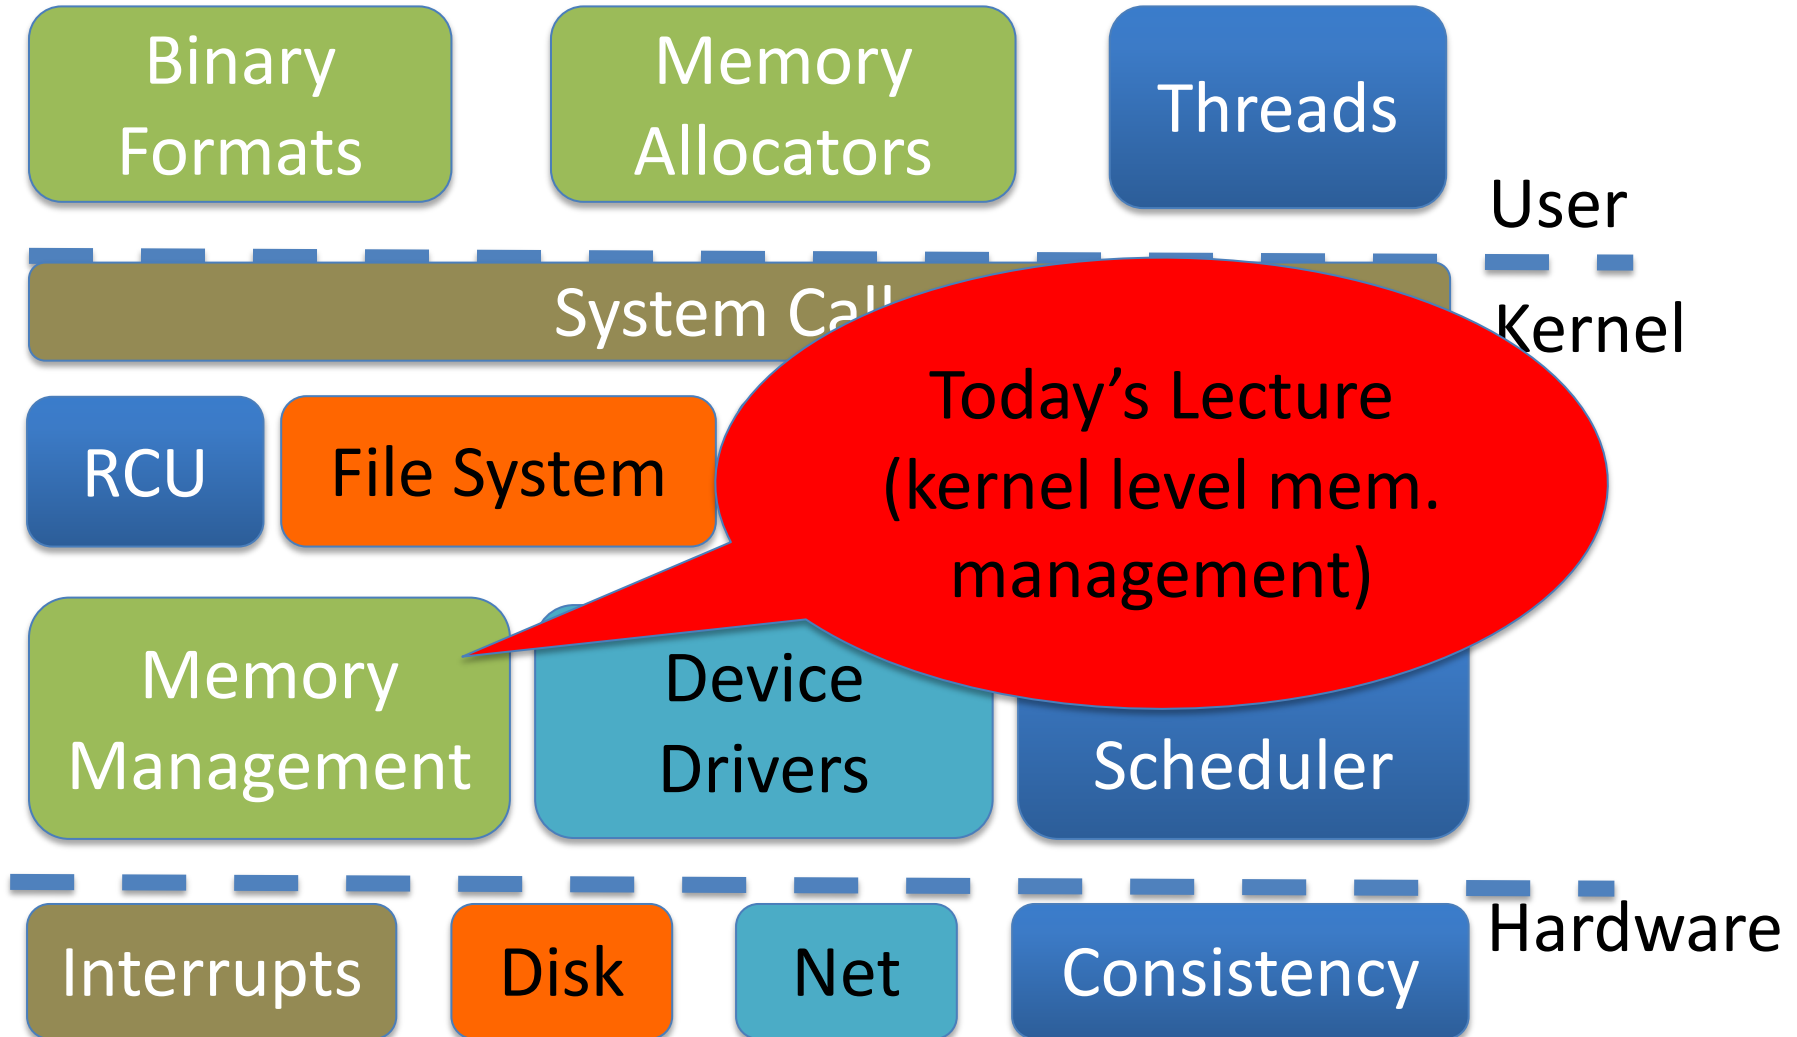 Binary
Formats
Memory
Allocators
Threads
User
System Call
Kernel
RCU
File System
Today’s Lecture
(kernel level mem.
management)
Memory
Management
Device
Drivers
Scheduler
Hardware
Interrupts
Disk
Net
Consistency